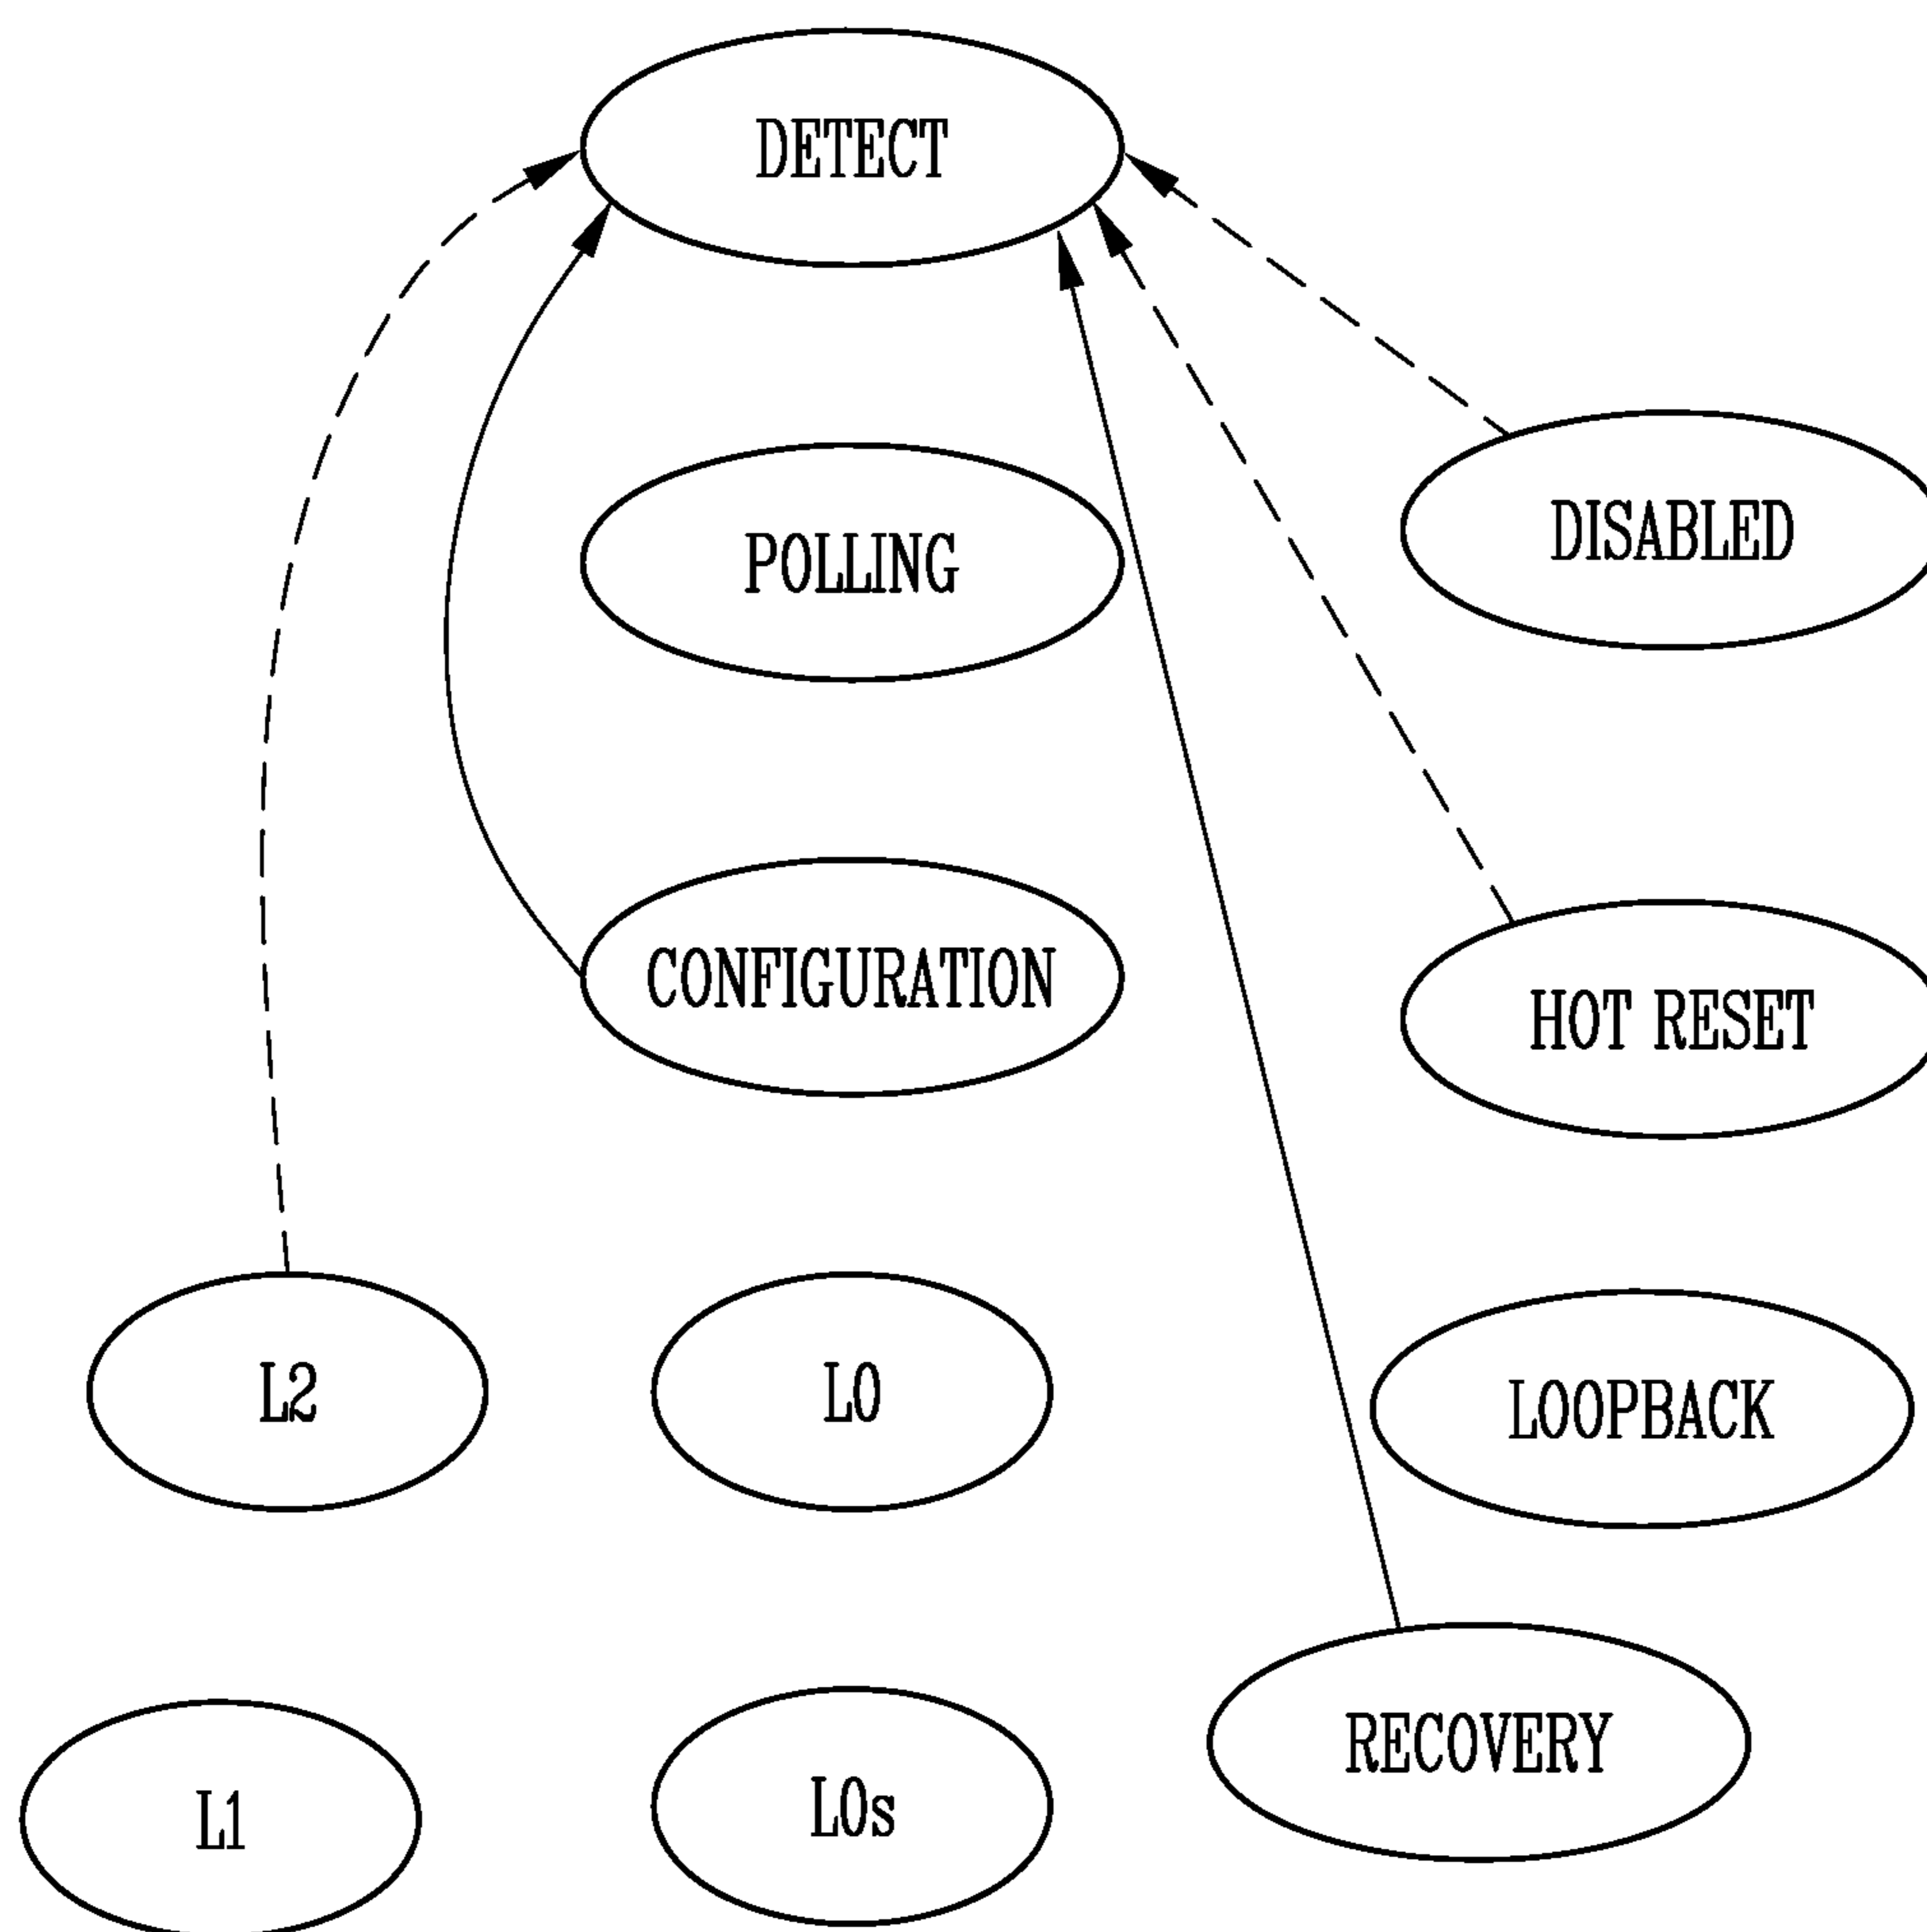 DETECT
POLLING
DISABLED
CONFIGURATION
HOT RESET
L2
L0
LOOPBACK
RECOVERY
L1
L0s